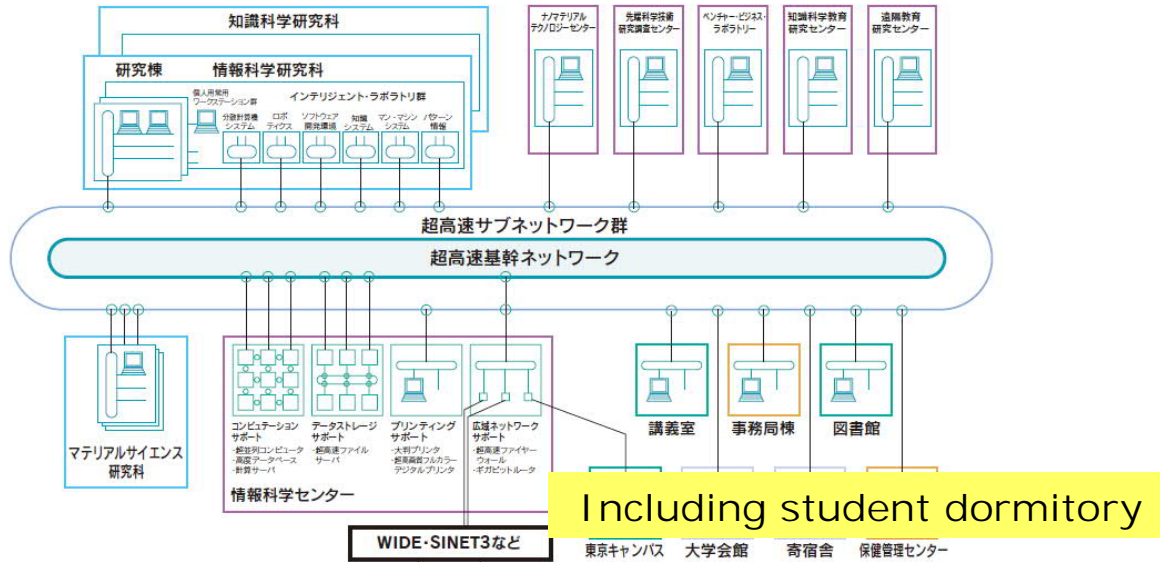 知識科学研究科
研究棟
情報科学研究科
個人用常用
ワークステーション群
インテリジェント・ラボラトリ群
分散計算機
システム
ロボ
ティクス
ソフトウェア
開発環境
知識
システム
マン・マシン
システム
パターン
情報
ナノマテリアル
テクノロジーセンター
先端科学技術
研究調査センター
ベンチャー・ビジネス・
ラボラトリー
知識科学教育
研究センター
遠隔教育
研究センター
超高速サブネットワーク群
超高速基幹ネットワーク
マテリアルサイエンス
研究科
コンピュテーション
サポート
・超並列コンピュータ
・高度データベース
・計算サーバ
データストレージ
サポート
・超高速ファイル
サーバ
プリンティング
サポート
・大判プリンタ
・超高画質フルカラー
デジタルプリンタ
広域ネットワーク
サポート
・超高速ファイヤー
ウォール
・ギガビットルータ
情報科学センター
講義室
事務局棟
図書館
Including student dormitory
WIDE・SINET3など
東京キャンパス
大学会館
寄宿舎
保健管理センター